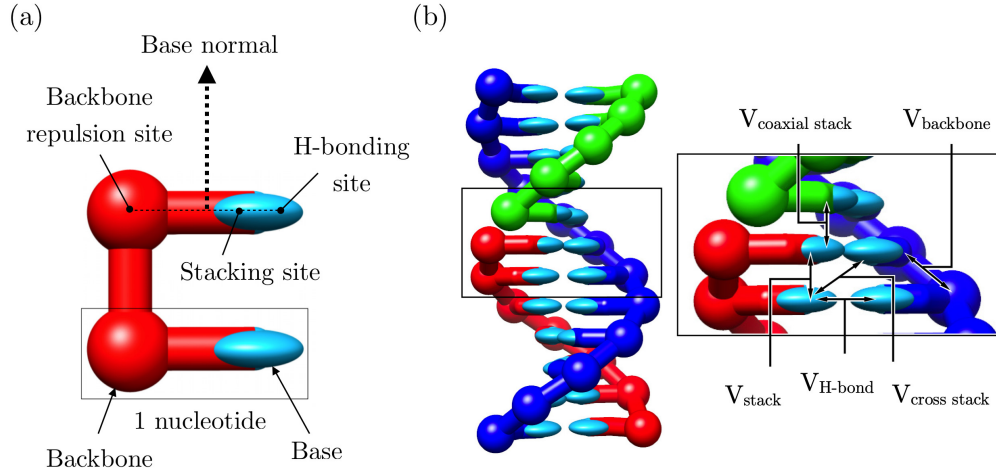 (a)
Base normal
Backbone
repulsion site
H-bonding
site
Stacking site
1 nucleotide
Backbone
Base
(b)
V_coaxial stack
V_backbone
V_stack
V_H-bond
V_cross stack